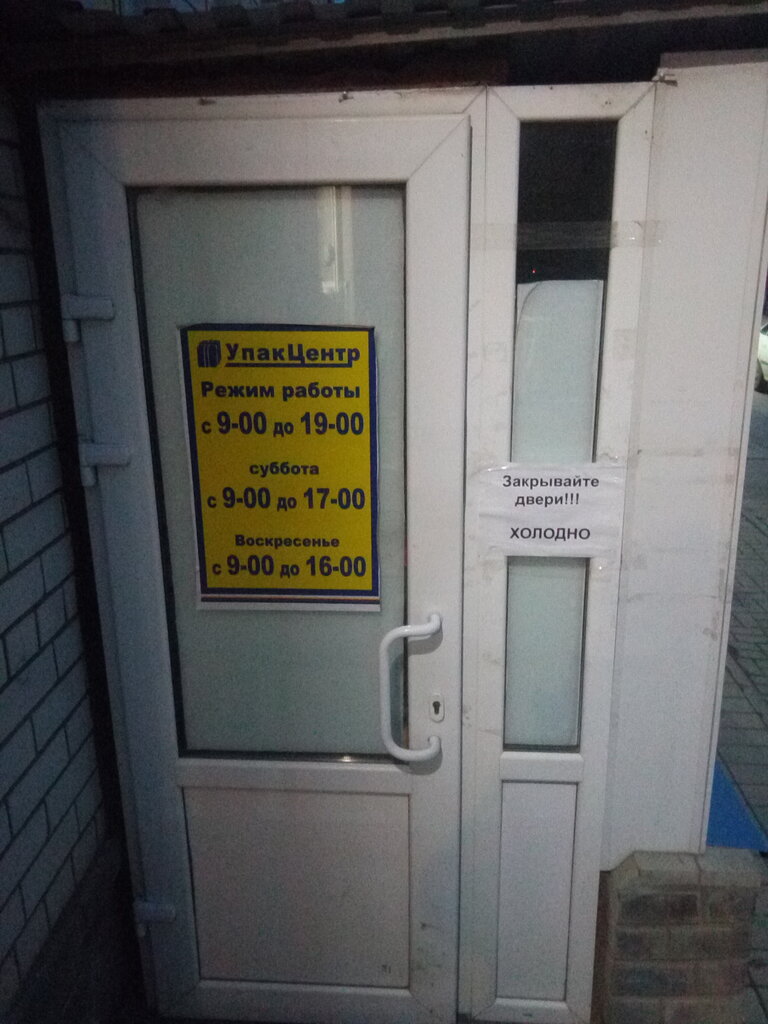 УпакЦентр
Режим работы
с 9-00 до 19-00
суббота
с 9-00 до 17-00
Воскресенье
с 9-00 до 16-00
Закрывайте
двери!!!
ХОЛОДНО